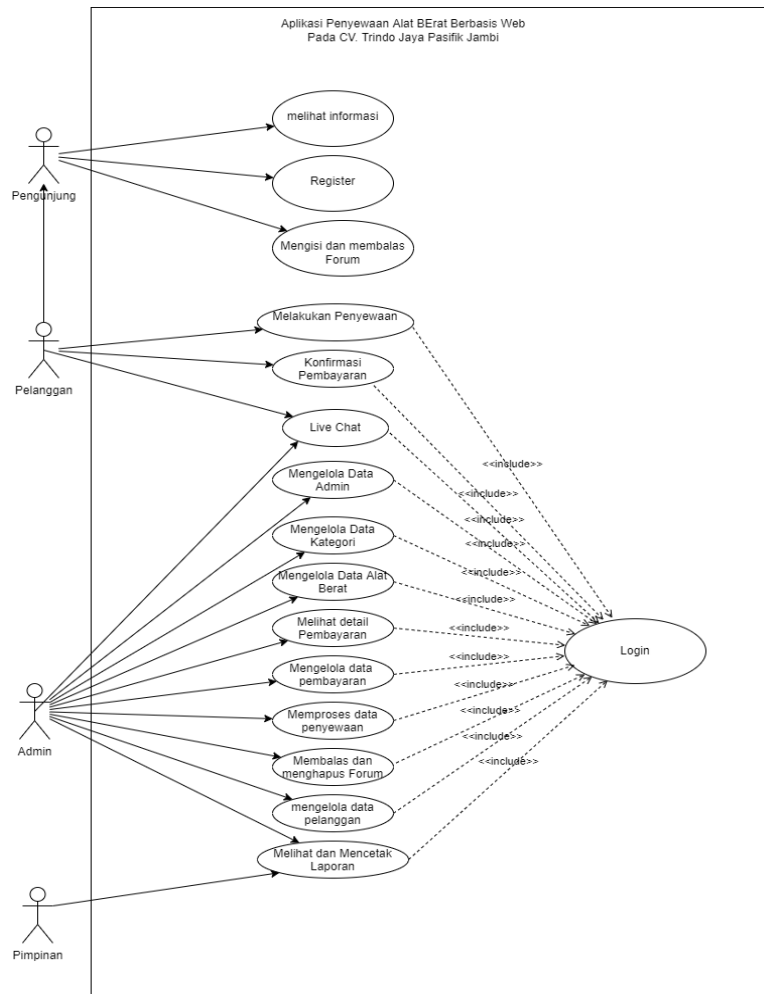 Aplikasi Penyewaan Alat BErat Berbasis Web
Pada CV. Trindo Jaya Pasifik Jambi
melihat informasi
Pengunjung
Register
Mengisi dan membalas
Forum
Melakukan Penyewaan
Pelanggan
Konfirmasi
Pembayaran
Live Chat
<<include>>
Mengelola Data
Admin
<<include>>
<<include>>
Mengelola Data
Kategori
<<include>>
Mengelola Data Alat
Berat
<<include>>
<<include>>
Melihat detail
Pembayaran
<<include>>
Login
Mengelola data
pembayaran
<<include>>
<<include>>
Memproses data
penyewaan
<<include>>
Admin
Membalas dan
menghapus Forum
<<include>>
<<include>>
mengelola data
pelanggan
Melihat dan Mencetak
Laporan
Pimpinan